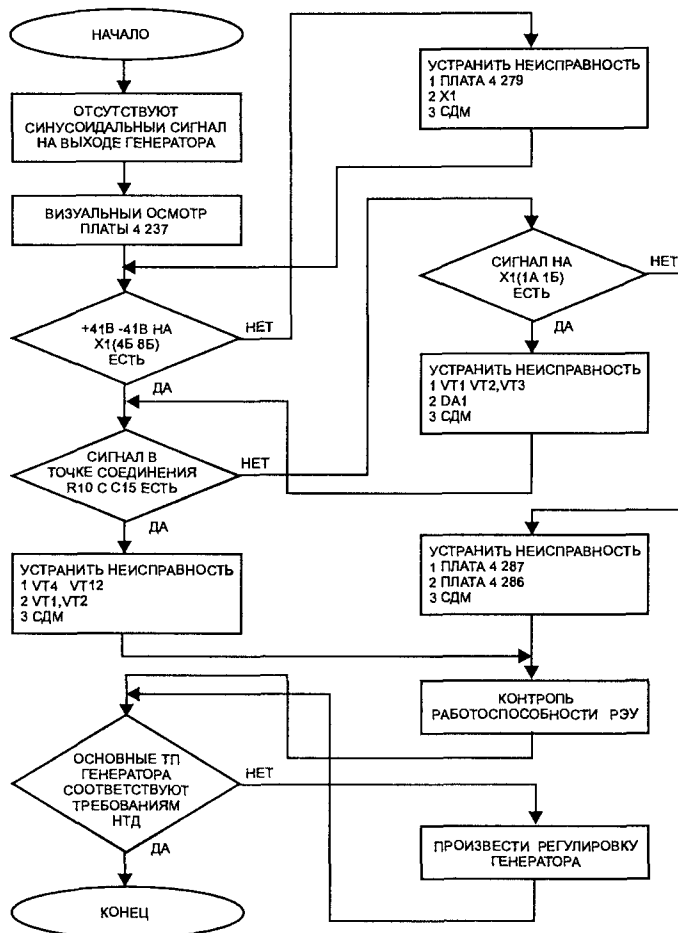 НАЧАЛО
ОТСУТСТВУЮТ
СИНУСОИДАЛЬНЫЙ СИГНАЛ
НА ВЫХОДЕ ГЕНЕРАТОРА
ВИЗУАЛЬНЫЙ ОСМОТР
ПЛАТЫ 4 237
+41В -41В НА
X1(4Б 8Б)
ЕСТЬ
НЕТ
ДА
УСТРАНИТЬ НЕИСПРАВНОСТЬ
1 ПЛАТА 4 279
2 X1
3 СДМ
СИГНАЛ В
ТОЧКЕ СОЕДИНЕНИЯ
R10 С C15 ЕСТЬ
НЕТ
ДА
СИГНАЛ НА
X1(1А 1Б)
ЕСТЬ
НЕТ
ДА
УСТРАНИТЬ НЕИСПРАВНОСТЬ
1 VT1 VT2,VT3
2 DA1
3 СДМ
УСТРАНИТЬ НЕИСПРАВНОСТЬ
1 VT4 VT12
2 VT1,VT2
3 СДМ
УСТРАНИТЬ НЕИСПРАВНОСТЬ
1 ПЛАТА 4 287
2 ПЛАТА 4 286
3 СДМ
КОНТРОПЬ
РАБОТОСПОСОБНОСТИ РЭУ
ОСНОВНЫЕ ТП
ГЕНЕРАТОРА
СООТВЕТСТВУЮТ
ТРЕБОВАНИЯМ
НТД
НЕТ
ДА
ПРОИЗВЕСТИ РЕГУЛИРОВКУ
ГЕНЕРАТОРА
КОНЕЦ